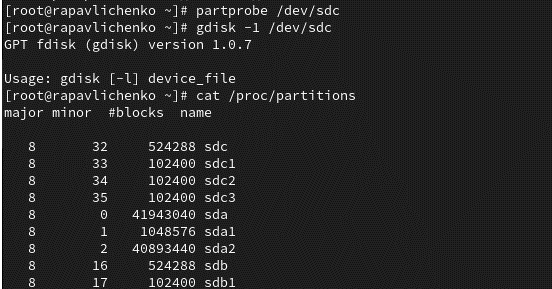 [root@rapavlichenko ~]# partprobe /dev/sdc
[root@rapavlichenko ~]# gdisk -1 /dev/sdc
GPT fdisk (gdisk) version 1.0.7
Usage: gdisk [-l] device_file
[root@rapavlichenko ~]# cat /proc/partitions
major minor  #blocks  name
   8       32     524288 sdc
   8       33     102400 sdc1
   8       34     102400 sdc2
   8       35     102400 sdc3
   8        0   41943040 sda
   8        1    1048576 sda1
   8        2   40893440 sda2
   8       16     524288 sdb
   8       17     102400 sdb1